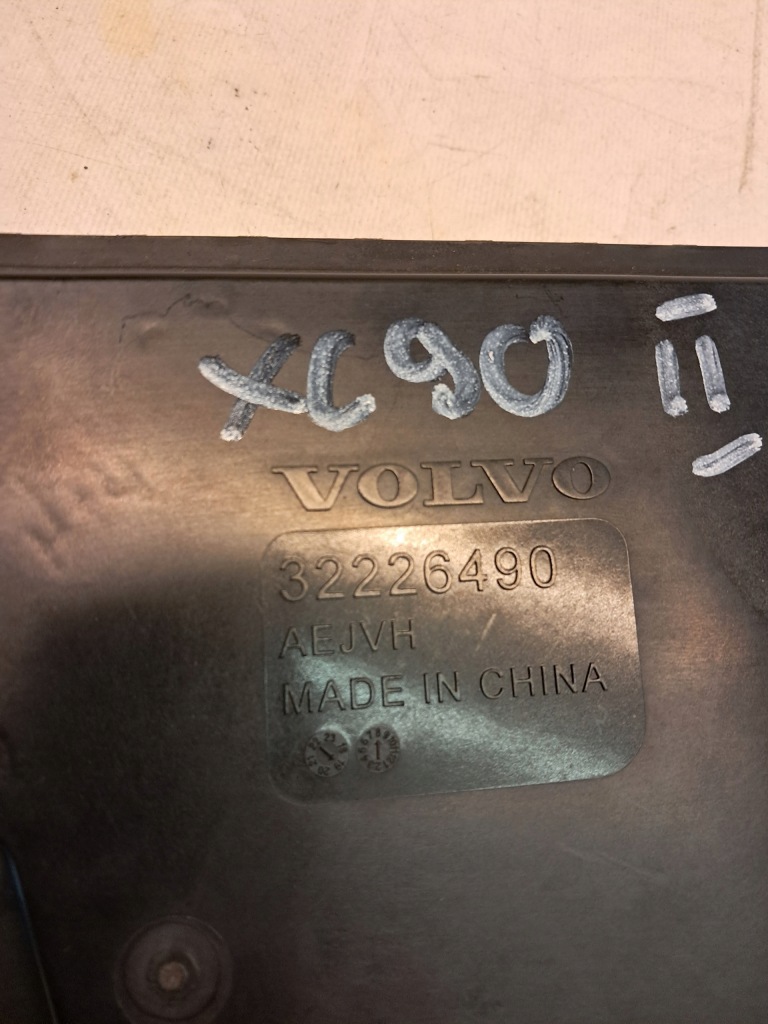 XC90 II
VOLVO
32226490
AEJVH
MADE IN CHINA